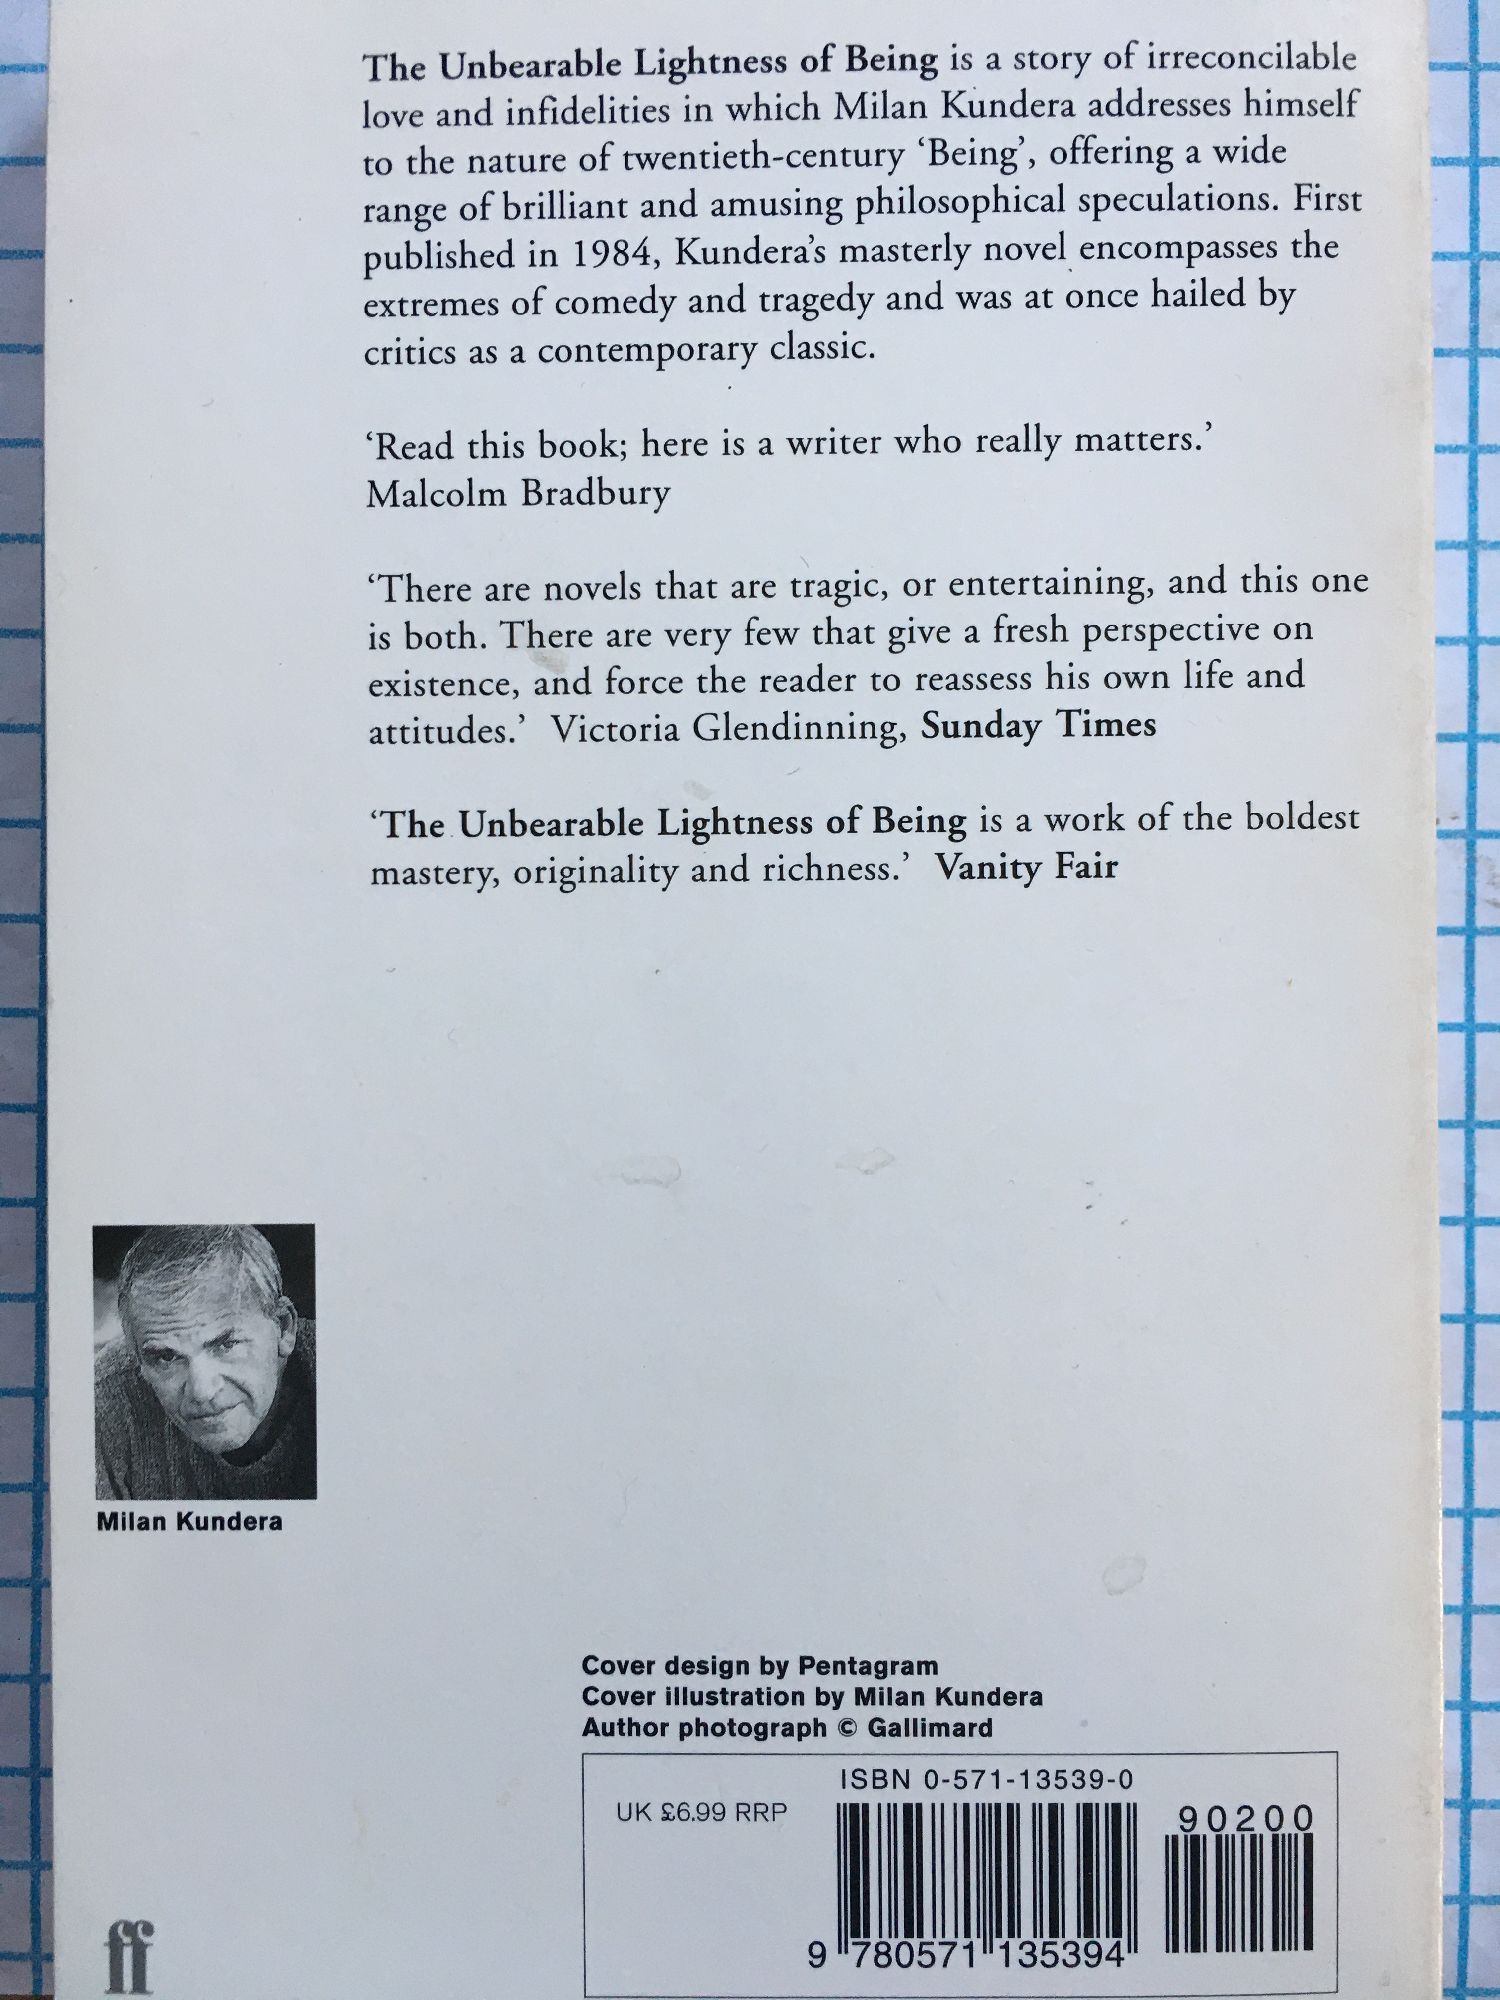 The Unbearable Lightness of Being is a story of irreconcilable
love and infidelities in which Milan Kundera addresses himself
to the nature of twentieth-century ‘Being’, offering a wide
range of brilliant and amusing philosophical speculations. First
published in 1984, Kundera’s masterly novel encompasses the
extremes of comedy and tragedy and was at once hailed by
critics as a contemporary classic.
‘Read this book; here is a writer who really matters.’
Malcolm Bradbury
‘There are novels that are tragic, or entertaining, and this one
is both. There are very few that give a fresh perspective on
existence, and force the reader to reassess his own life and
attitudes.’ Victoria Glendinning, Sunday Times
‘The Unbearable Lightness of Being is a work of the boldest
mastery, originality and richness.’ Vanity Fair
Milan Kundera
Cover design by Pentagram
Cover illustration by Milan Kundera
Author photograph © Gallimard
ISBN 0-571-13539-0
UK £6.99 RRP
90200
9 780571 135394
ff